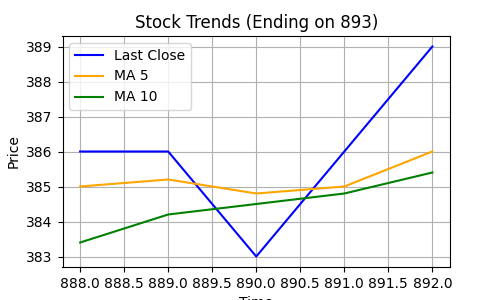 Stock Trends (Ending on 893)
Last Close
MA 5
MA 10
Price
389
388
387
386
385
384
383
888.0 888.5 889.0 889.5 890.0 890.5 891.0 891.5 892.0
Time